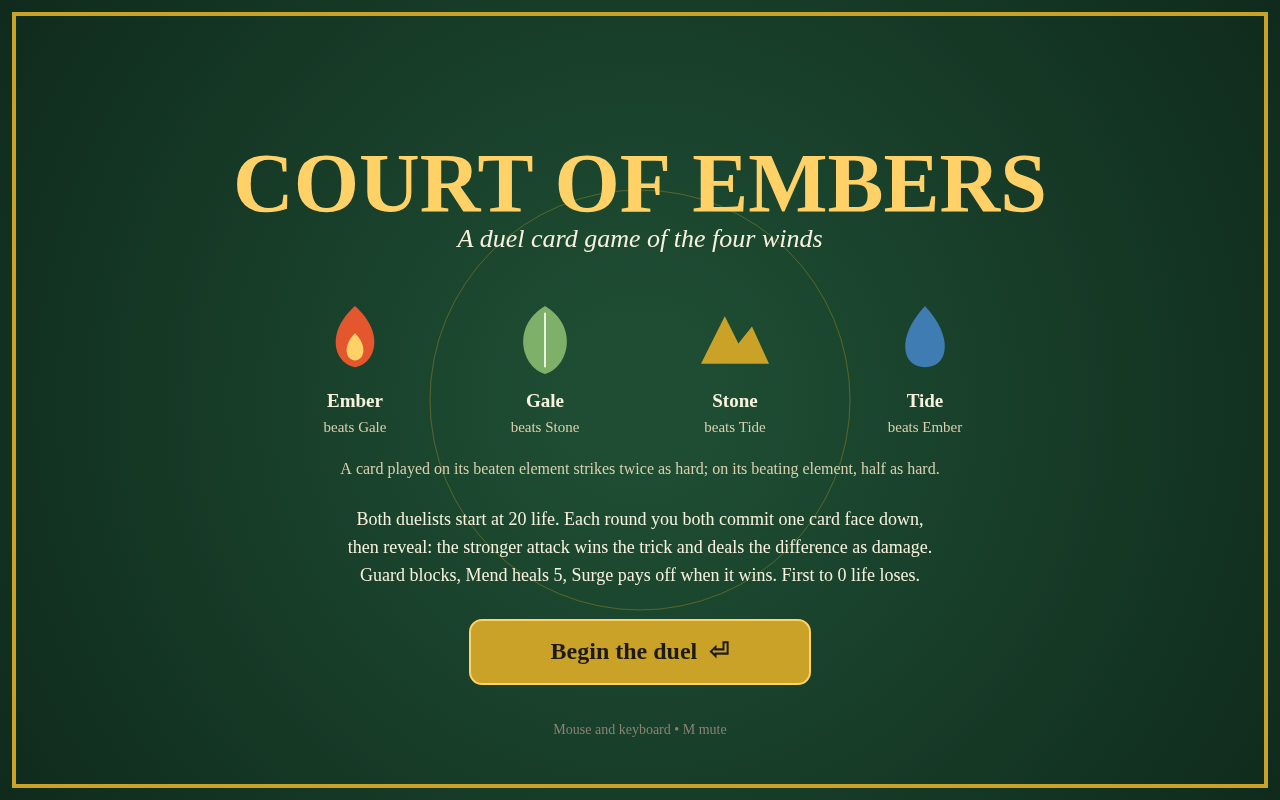 COURT OF EMBERS
A duel card game of the four winds
Ember Gale Stone Tide
beats Gale beats Stone beats Tide beats Ember
A card played on its beaten element strikes twice as hard; on its beating element, half as hard.
Both duelists start at 20 life. Each round you both commit one card face down,
then reveal: the stronger attack wins the trick and deals the difference as damage.
Guard blocks, Mend heals 5, Surge pays off when it wins. First to 0 life loses.
Begin the duel ⏎
Mouse and keyboard • M mute